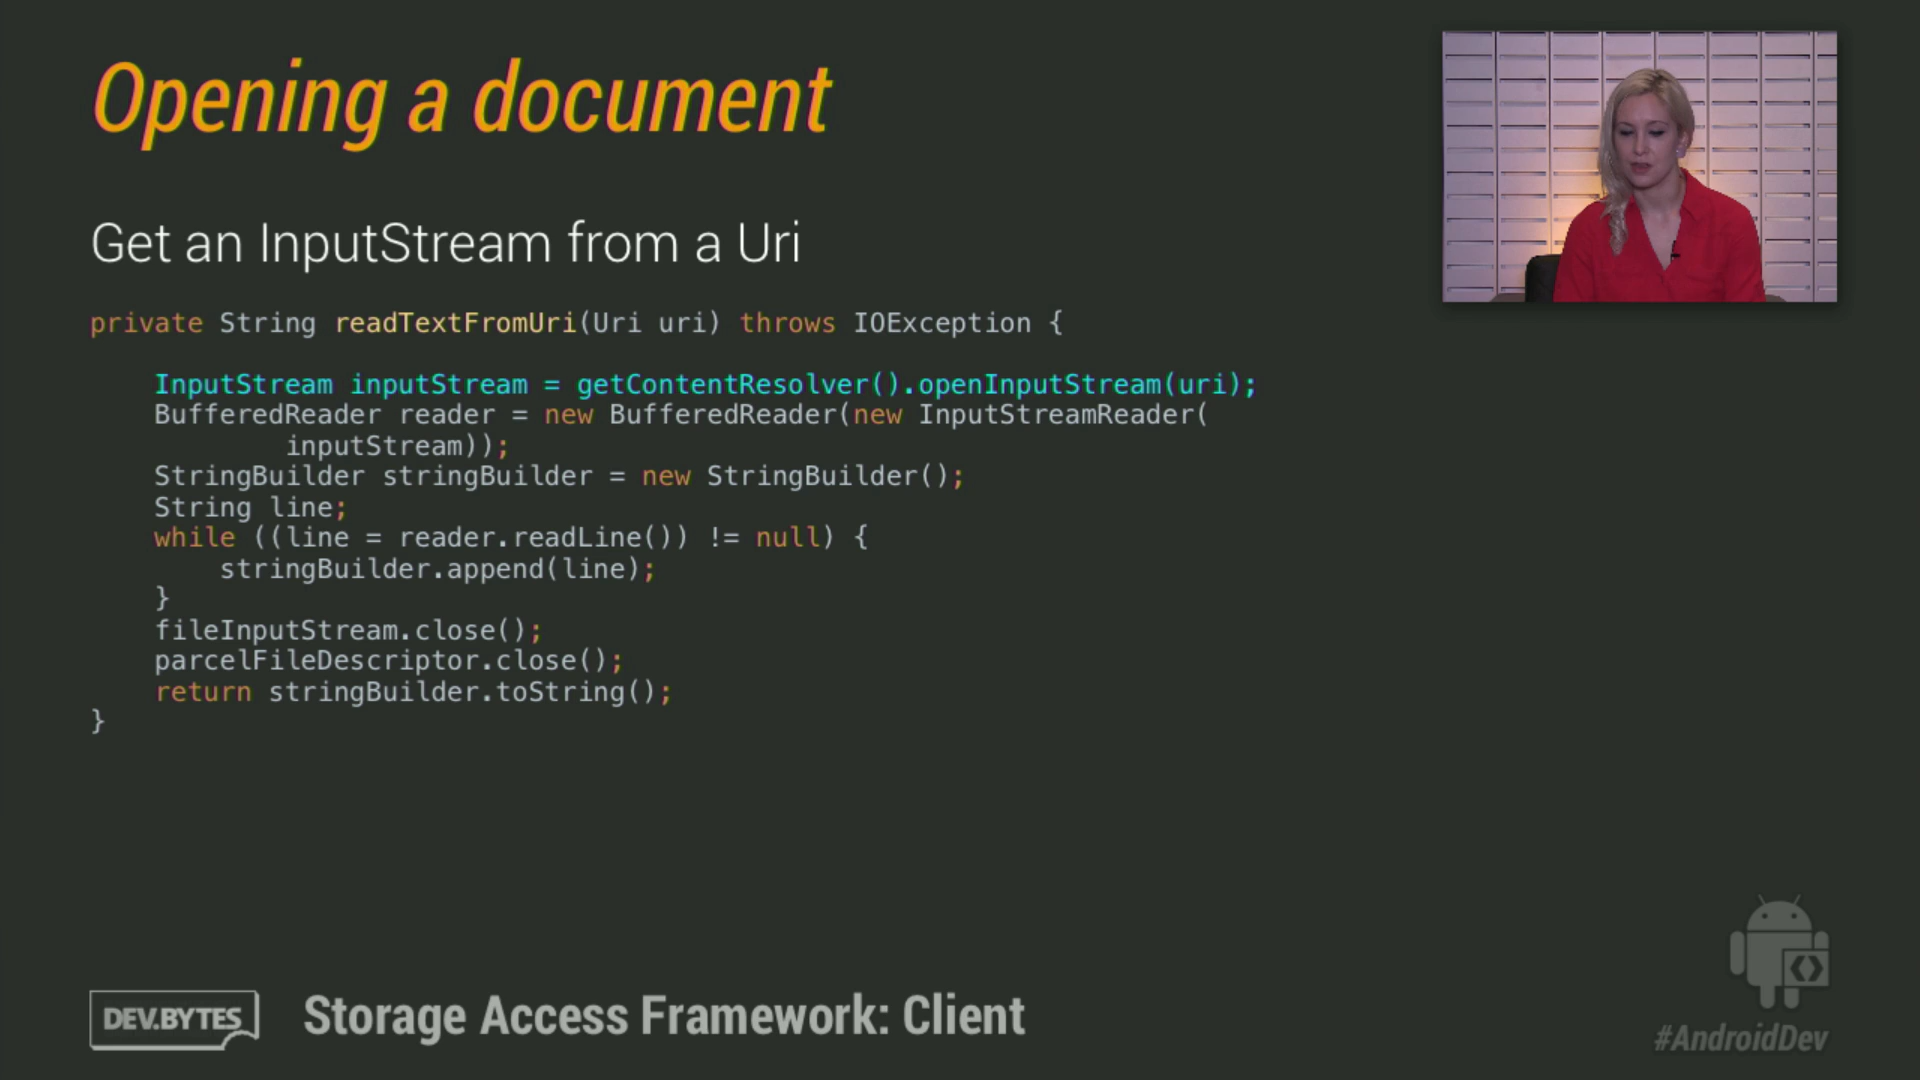 Opening a document
Get an InputStream from a Uri
private String readTextFromUri(Uri uri) throws IOException {
InputStream inputStream = getContentResolver().openInputStream(uri);
BufferedReader reader = new BufferedReader(new InputStreamReader(
inputStream));
StringBuilder stringBuilder = new StringBuilder();
String line;
while ((line = reader.readLine()) != null) {
stringBuilder.append(line);
}
fileInputStream.close();
parcelFileDescriptor.close();
return stringBuilder.toString();
}
DEV.BYTES
Storage Access Framework: Client
#AndroidDev